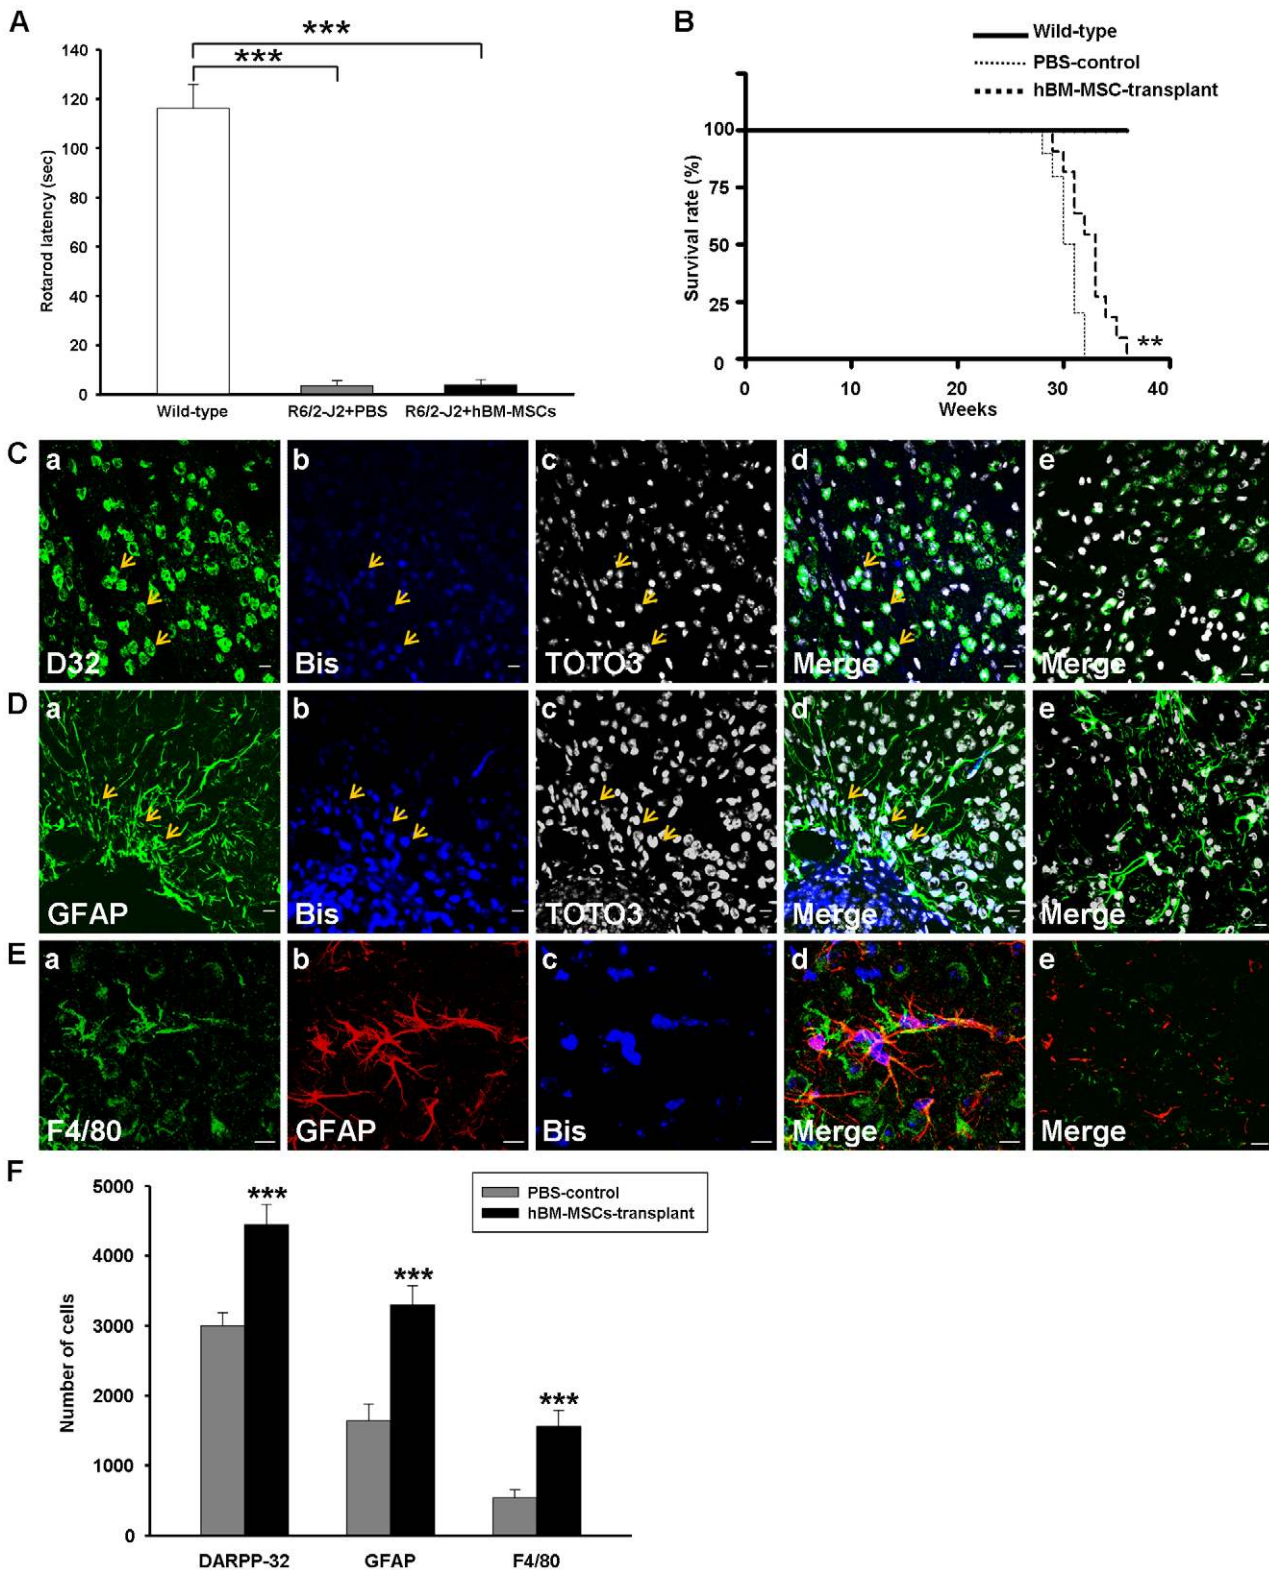 A
***
***
140
120
100
80
60
40
20
0
Rotarod latency (sec)
Wild-type
R6/2-J2+PBS
R6/2-J2+hBM-MSCs
B
Wild-type
PBS-control
hBM-MSC-transplant
100
75
50
25
0
Survival rate (%)
**
0
10
20
30
40
Weeks
C
a
b
c
d
e
D32
Bis
TOTO3
Merge
Merge
D
a
b
c
d
e
GFAP
Bis
TOTO3
Merge
Merge
E
a
b
c
d
e
F4/80
GFAP
Bis
Merge
Merge
F
PBS-control
hBM-MSCs-transplant
***
***
***
5000
4000
3000
2000
1000
0
Number of cells
DARPP-32
GFAP
F4/80